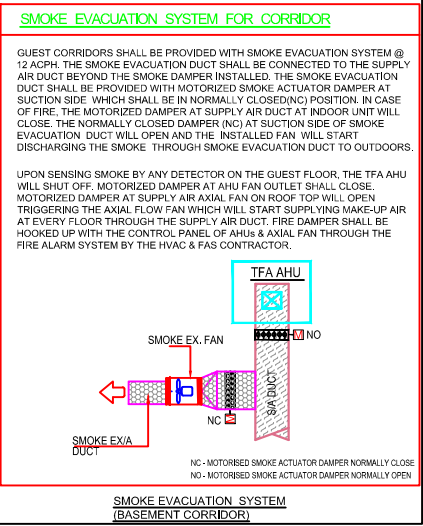 SMOKE EVACUATION SYSTEM FOR CORRIDOR
GUEST CORRIDORS SHALL BE PROVIDED WITH SMOKE EVACUATION SYSTEM @
12 ACPH. THE SMOKE EVACUATION DUCT SHALL BE CONNECTED TO THE SUPPLY
AIR DUCT BEYOND THE SMOKE DAMPER INSTALLED. THE SMOKE EVACUATION
DUCT SHALL BE PROVIDED WITH MOTORIZED SMOKE ACTUATOR DAMPER AT
SUCTION SIDE WHICH SHALL BE IN NORMALLY CLOSED(NC) POSITION. IN CASE
OF FIRE, THE MOTORIZED DAMPER AT SUPPLY AIR DUCT AT INDOOR UNIT WILL
CLOSE. THE NORMALLY CLOSED DAMPER (NC) AT SUCTION SIDE OF SMOKE
EVACUATION DUCT WILL OPEN AND THE INSTALLED FAN WILL START
DISCHARGING THE SMOKE THROUGH SMOKE EVACUATION DUCT TO OUTDOORS.
UPON SENSING SMOKE BY ANY DETECTOR ON THE GUEST FLOOR, THE TFA AHU
WILL SHUT OFF. MOTORIZED DAMPER AT AHU FAN OUTLET SHALL CLOSE.
MOTORIZED DAMPER AT SUPPLY AIR AXIAL FAN ON ROOF TOP WILL OPEN
TRIGGERING THE AXIAL FLOW FAN WHICH WILL START SUPPLYING MAKE-UP AIR
AT EVERY FLOOR THROUGH THE SUPPLY AIR DUCT. FIRE DAMPER SHALL BE
HOOKED UP WITH THE CONTROL PANEL OF AHUs & AXIAL FAN THROUGH THE
FIRE ALARM SYSTEM BY THE HVAC & FAS CONTRACTOR.
TFA AHU
M NO
SMOKE EX. FAN
S/A DUCT
NC M
SMOKE EX/A
DUCT
NC - MOTORISED SMOKE ACTUATOR DAMPER NORMALLY CLOSE
NO - MOTORISED SMOKE ACTUATOR DAMPER NORMALLY OPEN
SMOKE EVACUATION SYSTEM
(BASEMENT CORRIDOR)